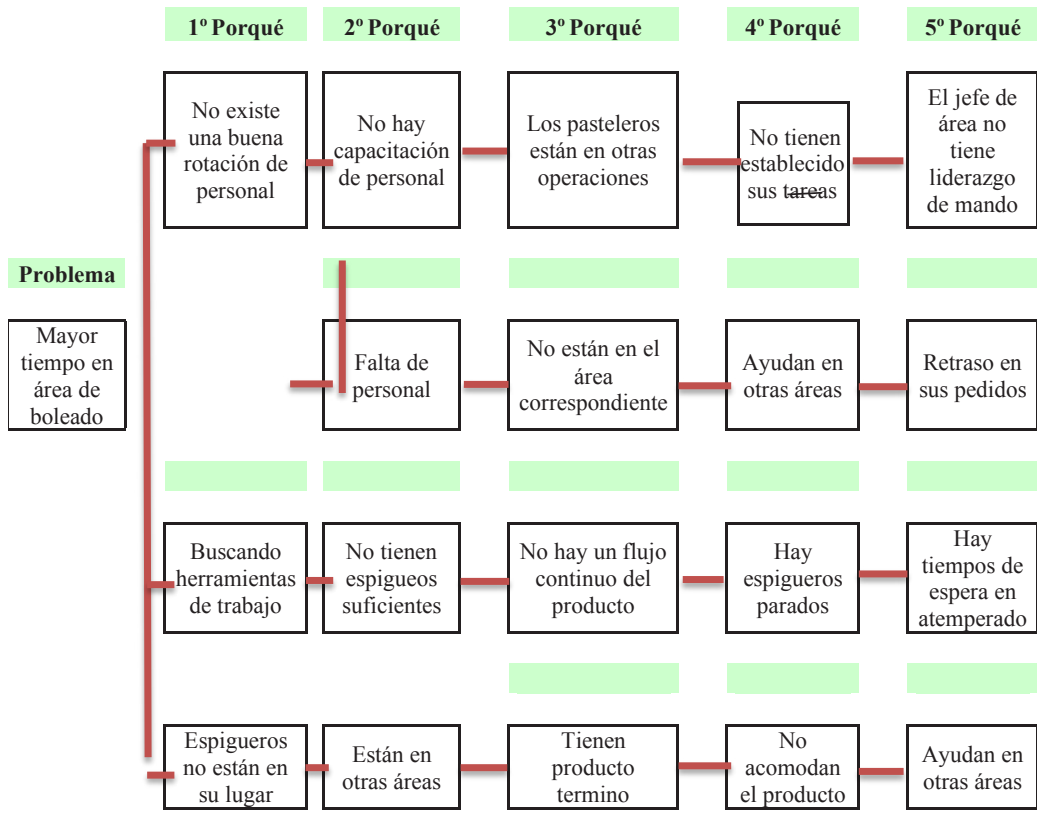 1º Porqué
2º Porqué
3º Porqué
4º Porqué
5º Porqué
No existe
una buena
rotación de
personal
No hay
capacitación
de personal
Los pasteleros
están en otras
operaciones
No tienen
establecido
sus tareas
El jefe de
área no
tiene
liderazgo
de mando
Problema
Mayor
tiempo en
área de
boleado
Falta de
personal
No están en el
área
correspondiente
Ayudan en
otras áreas
Retraso en
sus pedidos
Buscando
herramientas
de trabajo
No tienen
espigueos
suficientes
No hay un flujo
continuo del
producto
Hay
espigueros
parados
Hay
tiempos de
espera en
atemperado
Espigueros
no están en
su lugar
Están en
otras áreas
Tienen
producto
termino
No
acomodan
el producto
Ayudan en
otras áreas